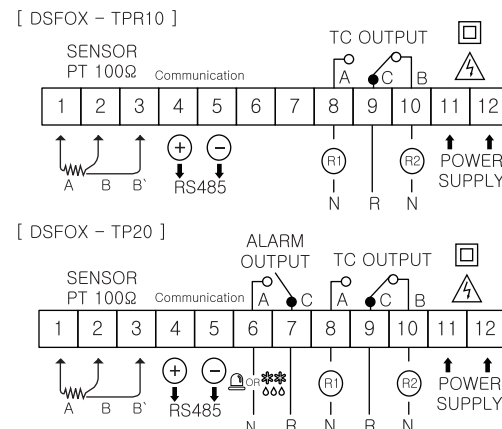 [ DSFOX - TPR10 ]
SENSOR
PT 100Ω
Communication
TC OUTPUT
A C B
1 2 3 4 5 6 7 8 9 10 11 12
A B B`
+ −
RS485
R1 R2
N R N
POWER
SUPPLY
[ DSFOX - TP20 ]
SENSOR
PT 100Ω
Communication
ALARM
OUTPUT
TC OUTPUT
A C A C B
1 2 3 4 5 6 7 8 9 10 11 12
A B B`
+ −
RS485
OR
R1 R2
N R N R N
POWER
SUPPLY